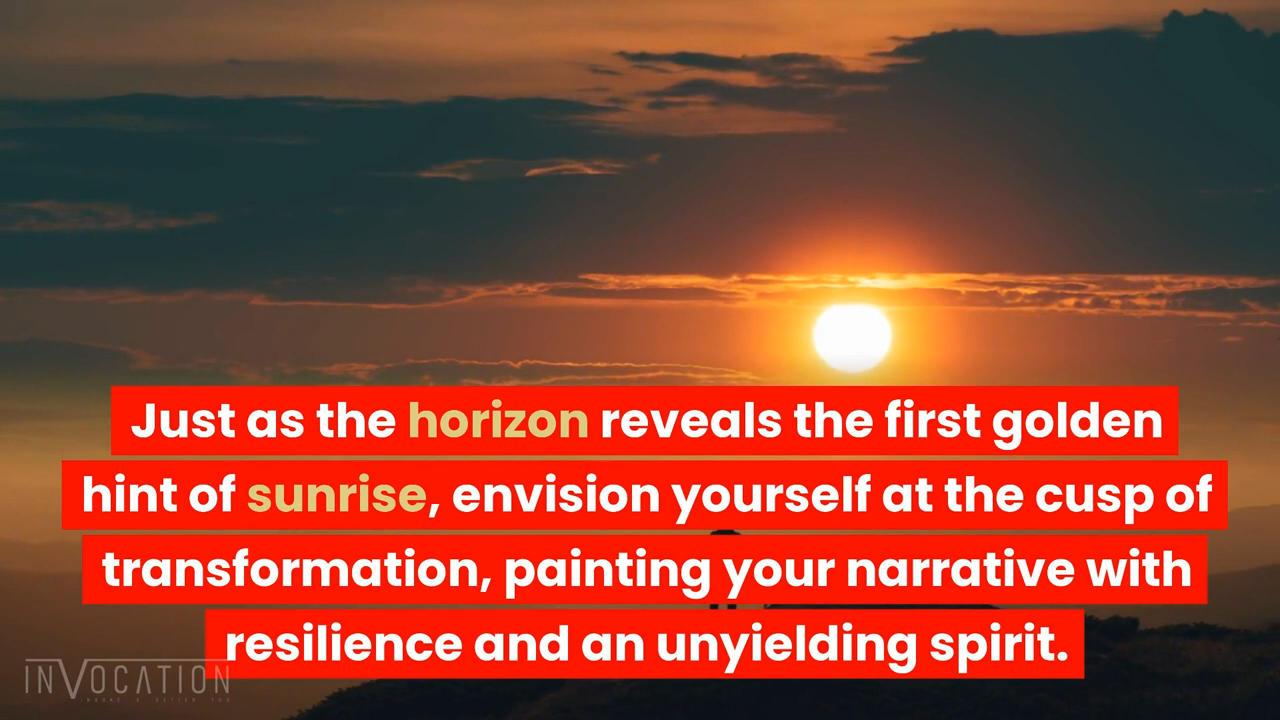 Just as the horizon reveals the first golden
hint of sunrise, envision yourself at the cusp of
transformation, painting your narrative with
resilience and an unyielding spirit.
INVOCATION